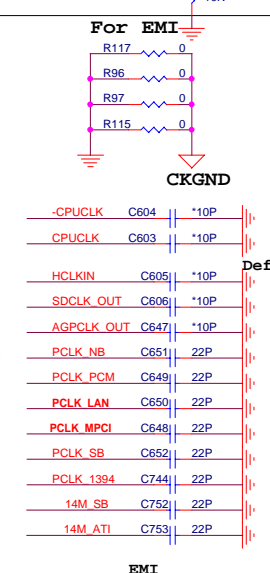 For EMI
R117 0
R96 0
R97 0
R115 0
CKGND
-CPUCLK C604 *10P
CPUCLK C603 *10P
Def
HCLKIN C605 *10P
SDCLK_OUT C606 *10P
AGPCLK_OUT C647 *10P
PCLK_NB C651 22P
PCLK_PCM C649 22P
PCLK_LAN C650 22P
PCLK_MPCI C648 22P
PCLK_SB C652 22P
PCLK_1394 C744 22P
14M_SB C752 22P
14M_ATI C753 22P
EMI